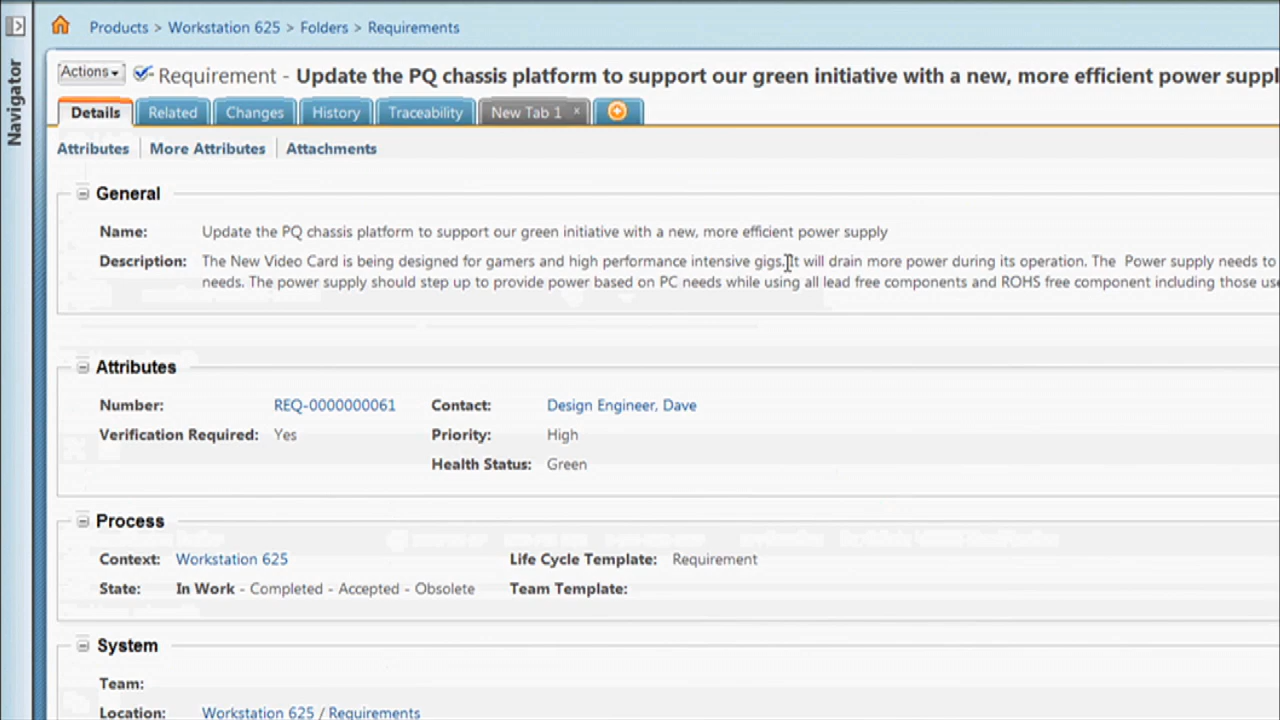 Products > Workstation 625 > Folders > Requirements
Navigator
Actions Requirement - Update the PQ chassis platform to support our green initiative with a new, more efficient power suppl
Details Related Changes History Traceability New Tab 1 ×
Attributes More Attributes Attachments
General
Name: Update the PQ chassis platform to support our green initiative with a new, more efficient power supply
Description: The New Video Card is being designed for gamers and high performance intensive gigs. It will drain more power during its operation. The Power supply needs to
needs. The power supply should step up to provide power based on PC needs while using all lead free components and ROHS free component including those use
Attributes
Number: REQ-0000000061 Contact: Design Engineer, Dave
Verification Required: Yes Priority: High
Health Status: Green
Process
Context: Workstation 625 Life Cycle Template: Requirement
State: In Work - Completed - Accepted - Obsolete Team Template:
System
Team:
Location: Workstation 625 / Requirements